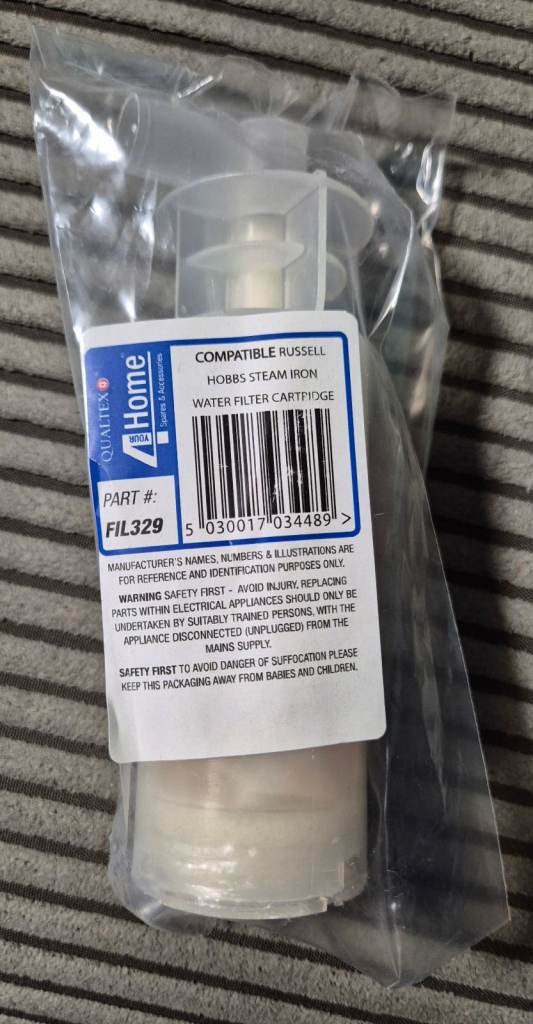 QUALTEX Q
4 YOUR Home
Spares & Accessories
COMPATIBLE RUSSELL
HOBBS STEAM IRON
WATER FILTER CARTRIDGE
PART #:
FIL329
5 030017 034489 >
MANUFACTURER'S NAMES, NUMBERS & ILLUSTRATIONS ARE
FOR REFERENCE AND IDENTIFICATION PURPOSES ONLY.
WARNING SAFETY FIRST - AVOID INJURY, REPLACING
PARTS WITHIN ELECTRICAL APPLIANCES SHOULD ONLY BE
UNDERTAKEN BY SUITABLY TRAINED PERSONS, WITH THE
APPLIANCE DISCONNECTED (UNPLUGGED) FROM THE
MAINS SUPPLY.
SAFETY FIRST TO AVOID DANGER OF SUFFOCATION PLEASE
KEEP THIS PACKAGING AWAY FROM BABIES AND CHILDREN.